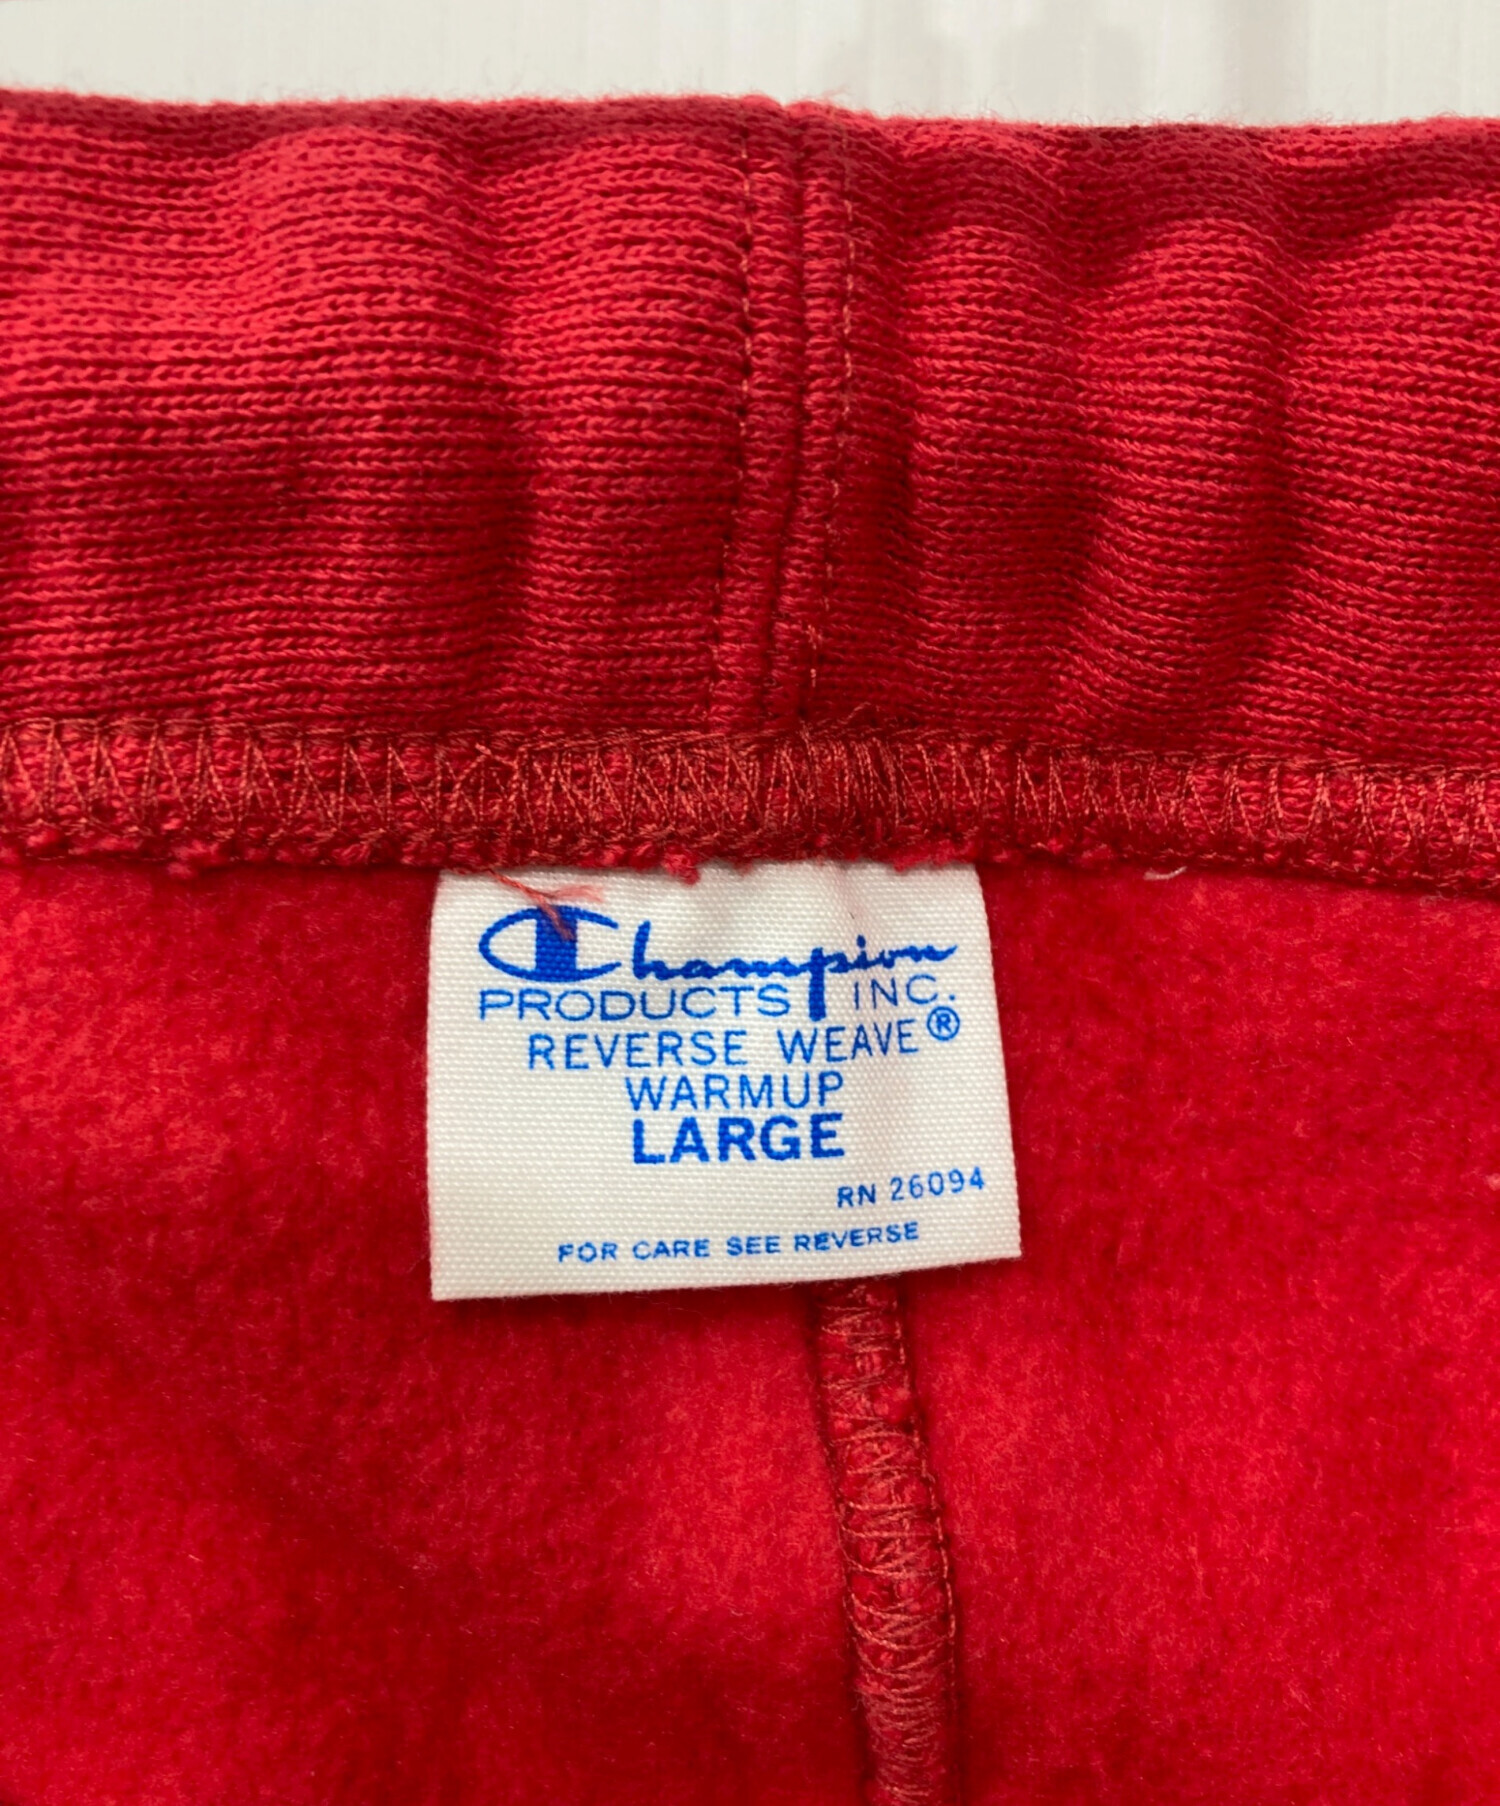 Champion
PRODUCTS INC.
REVERSE WEAVE®
WARMUP
LARGE
RN 26094
FOR CARE SEE REVERSE